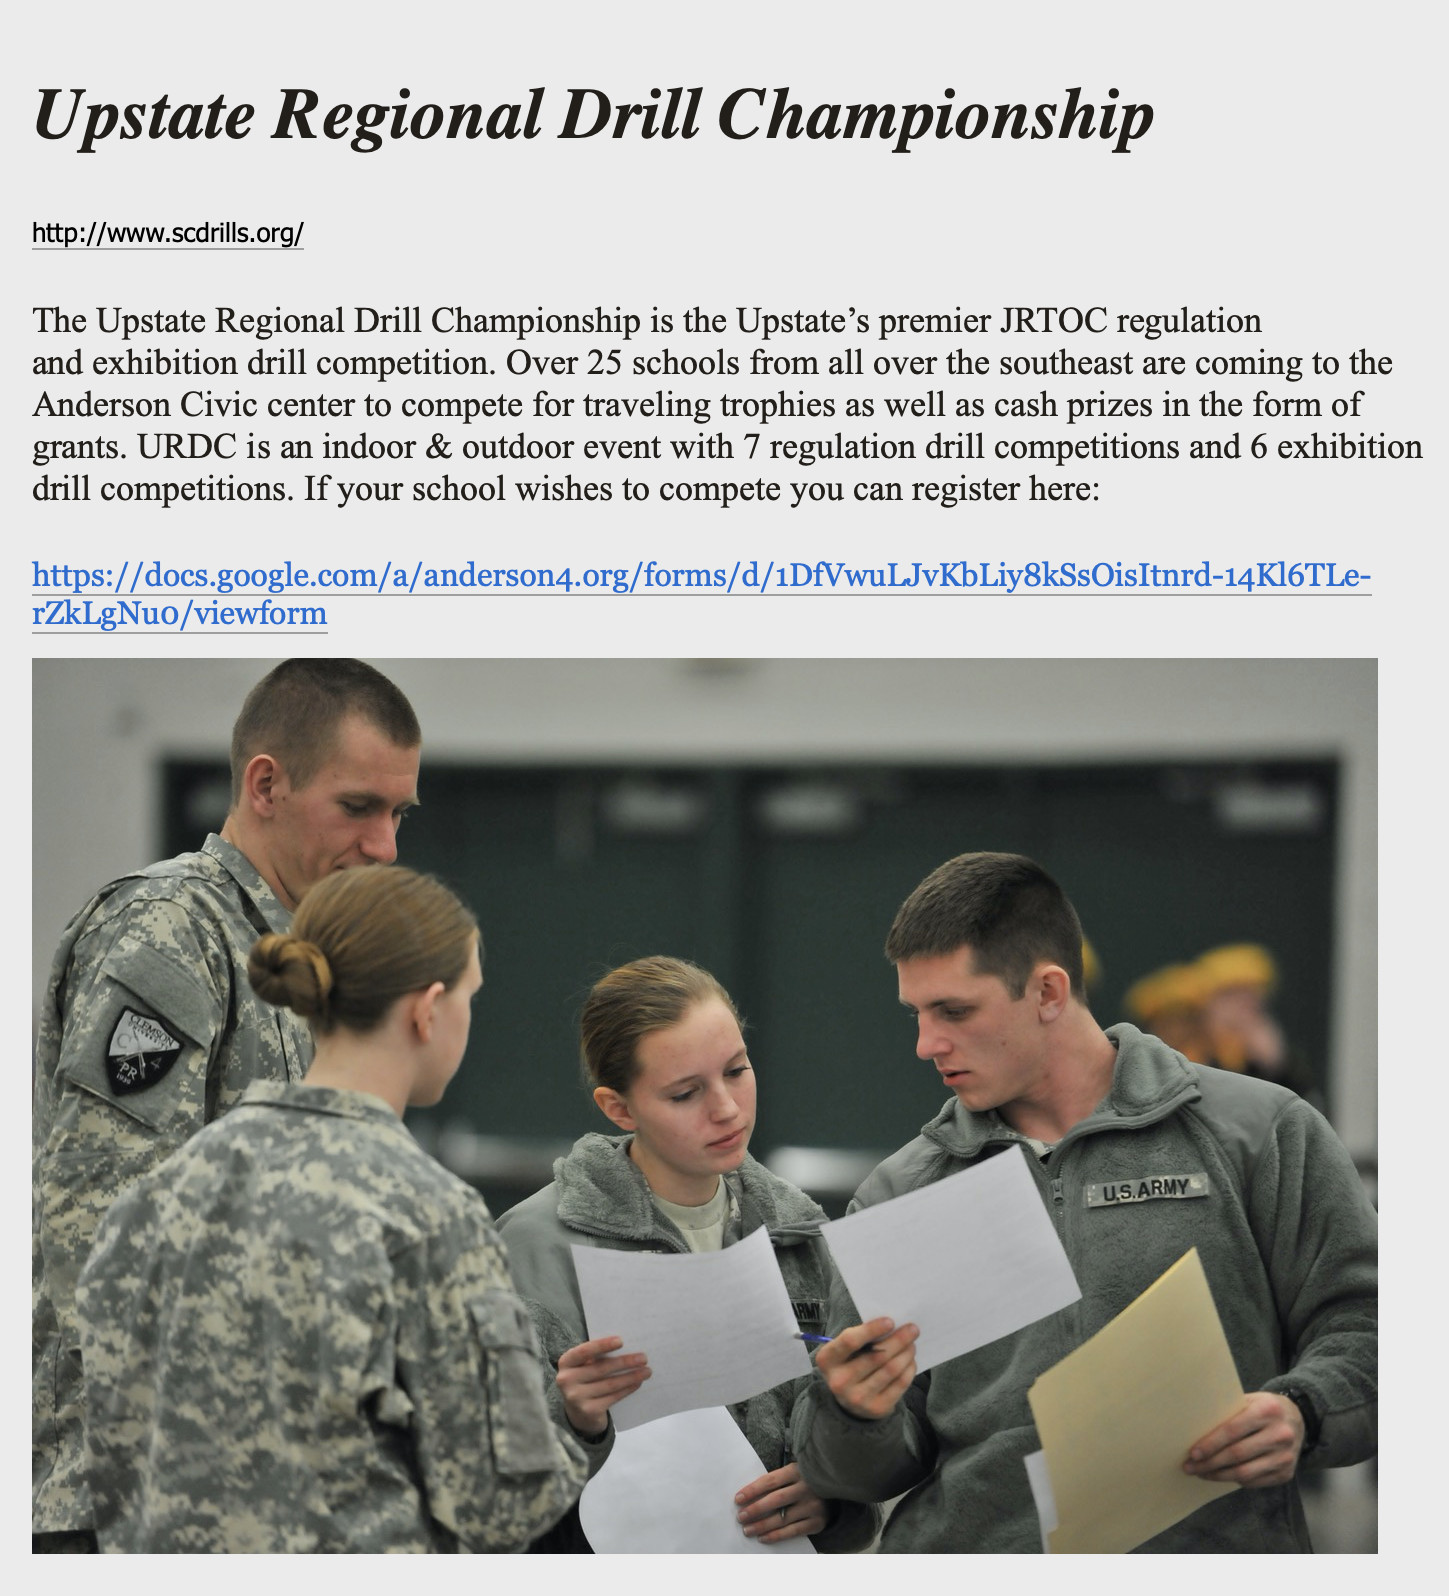 Upstate Regional Drill Championship
http://www.scdrills.org/
The Upstate Regional Drill Championship is the Upstate’s premier JRTOC regulation
and exhibition drill competition. Over 25 schools from all over the southeast are coming to the
Anderson Civic center to compete for traveling trophies as well as cash prizes in the form of
grants. URDC is an indoor & outdoor event with 7 regulation drill competitions and 6 exhibition
drill competitions. If your school wishes to compete you can register here:
https://docs.google.com/a/anderson4.org/forms/d/1DfVwuLJvKbLiy8kSsOisItnrd-14Kl6TLe-
rZkLgNu0/viewform
CLEMSON
C 4
PR
U.S.ARMY
ARMY